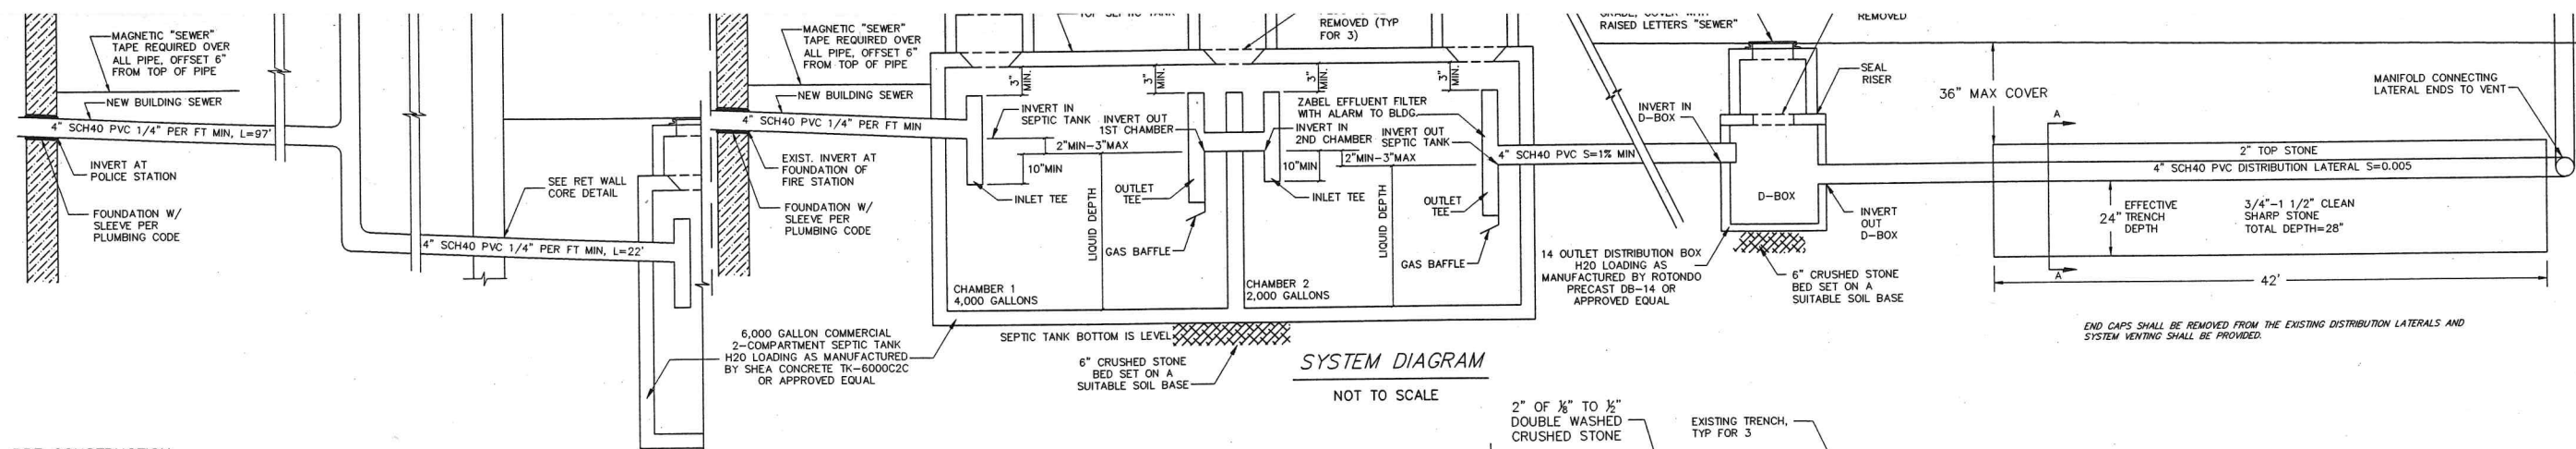 MAGNETIC "SEWER"
TAPE REQUIRED OVER
ALL PIPE, OFFSET 6"
FROM TOP OF PIPE
NEW BUILDING SEWER
4" SCH40 PVC 1/4" PER FT MIN, L=97'
INVERT AT
POLICE STATION
FOUNDATION W/
SLEEVE PER
PLUMBING CODE
SEE RET WALL
CORE DETAIL
4" SCH40 PVC 1/4" PER FT MIN, L=22'
MAGNETIC "SEWER"
TAPE REQUIRED OVER
ALL PIPE, OFFSET 6"
FROM TOP OF PIPE
NEW BUILDING SEWER
4" SCH40 PVC 1/4" PER FT MIN
EXIST. INVERT AT
FOUNDATION OF
FIRE STATION
FOUNDATION W/
SLEEVE PER
PLUMBING CODE
6,000 GALLON COMMERCIAL
2-COMPARTMENT SEPTIC TANK
H20 LOADING AS MANUFACTURED
BY SHEA CONCRETE TK-6000C2C
OR APPROVED EQUAL
TOP SEPTIC TANK
REMOVED (TYP
FOR 3)
3"
MIN.
3"
MIN.
3"
MIN.
3"
MIN.
INVERT IN
SEPTIC TANK
INVERT OUT
1ST CHAMBER
2"MIN-3"MAX
10"MIN
INLET TEE
OUTLET
TEE
LIQUID DEPTH
GAS BAFFLE
CHAMBER 1
4,000 GALLONS
ZABEL EFFLUENT FILTER
WITH ALARM TO BLDG.
INVERT IN
2ND CHAMBER
INVERT OUT
SEPTIC TANK
2"MIN-3"MAX
10"MIN
INLET TEE
OUTLET
TEE
LIQUID DEPTH
GAS BAFFLE
CHAMBER 2
2,000 GALLONS
SEPTIC TANK BOTTOM IS LEVEL
6" CRUSHED STONE
BED SET ON A
SUITABLE SOIL BASE
SYSTEM DIAGRAM
NOT TO SCALE
4" SCH40 PVC S=1% MIN
GRADE, COVER WITH
RAISED LETTERS "SEWER"
REMOVED
SEAL
RISER
INVERT IN
D-BOX
D-BOX
INVERT
OUT
D-BOX
14 OUTLET DISTRIBUTION BOX
H20 LOADING AS
MANUFACTURED BY ROTONDO
PRECAST DB-14 OR
APPROVED EQUAL
6" CRUSHED STONE
BED SET ON A
SUITABLE SOIL BASE
36" MAX COVER
A
A
MANIFOLD CONNECTING
LATERAL ENDS TO VENT
A
2" TOP STONE
4" SCH40 PVC DISTRIBUTION LATERAL S=0.005
24"
EFFECTIVE
TRENCH
DEPTH
3/4"-1 1/2" CLEAN
SHARP STONE
TOTAL DEPTH=28"
42'
END CAPS SHALL BE REMOVED FROM THE EXISTING DISTRIBUTION LATERALS AND
SYSTEM VENTING SHALL BE PROVIDED.
2" OF ⅛" TO ½"
DOUBLE WASHED
CRUSHED STONE
EXISTING TRENCH,
TYP FOR 3